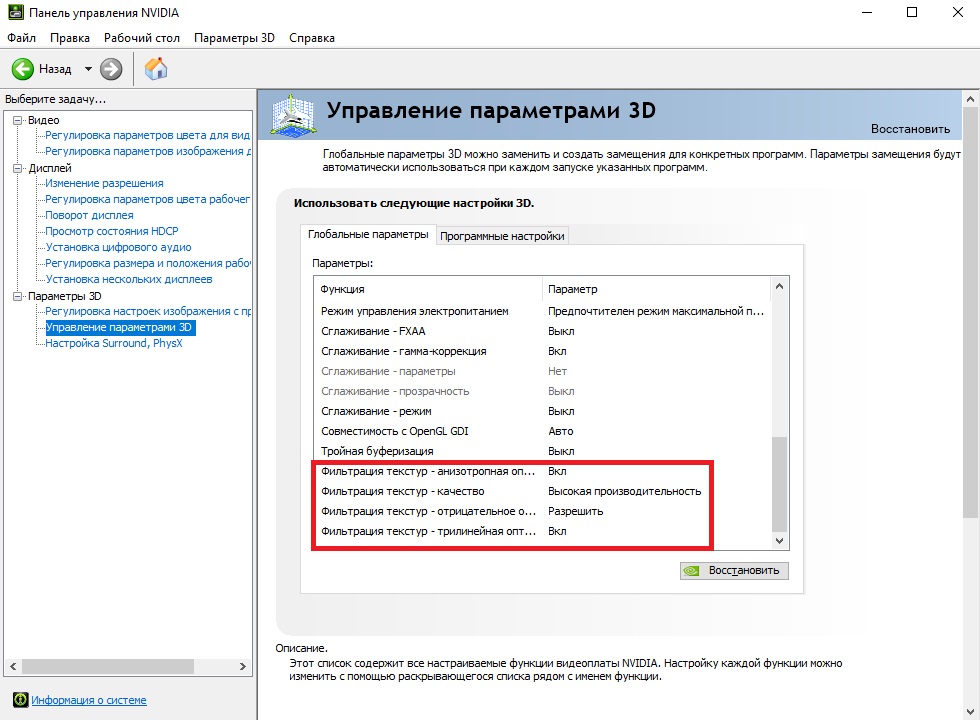 Панель управления NVIDIA
Файл Правка Рабочий стол Параметры 3D Справка
Назад
Выберите задачу...
Видео
Регулировка параметров цвета для вид
Регулировка параметров изображения д
Дисплей
Изменение разрешения
Регулировка параметров цвета рабочег
Поворот дисплея
Просмотр состояния HDCP
Установка цифрового аудио
Регулировка размера и положения рабо
Установка нескольких дисплеев
Параметры 3D
Регулировка настроек изображения с пр
Управление параметрами 3D
Настройка Surround, PhysX
Информация о системе
Управление параметрами 3D
Восстановить
Глобальные параметры 3D можно заменить и создать замещения для конкретных программ. Параметры замещения будут
автоматически использоваться при каждом запуске указанных программ.
Использовать следующие настройки 3D.
Глобальные параметры Программные настройки
Параметры:
Функция Параметр
Режим управления электропитанием Предпочтителен режим максимальной п...
Сглаживание - FXAA Выкл
Сглаживание - гамма-коррекция Вкл
Сглаживание - параметры Нет
Сглаживание - прозрачность Выкл
Сглаживание - режим Выкл
Совместимость с OpenGL GDI Авто
Тройная буферизация Выкл
Фильтрация текстур - анизотропная оп... Вкл
Фильтрация текстур - качество Высокая производительность
Фильтрация текстур - отрицательное о... Разрешить
Фильтрация текстур - трилинейная опт... Вкл
Восстановить
Описание.
Этот список содержит все настраиваемые функции видеоплаты NVIDIA. Настройку каждой функции можно
изменить с помощью раскрывающегося списка рядом с именем функции.